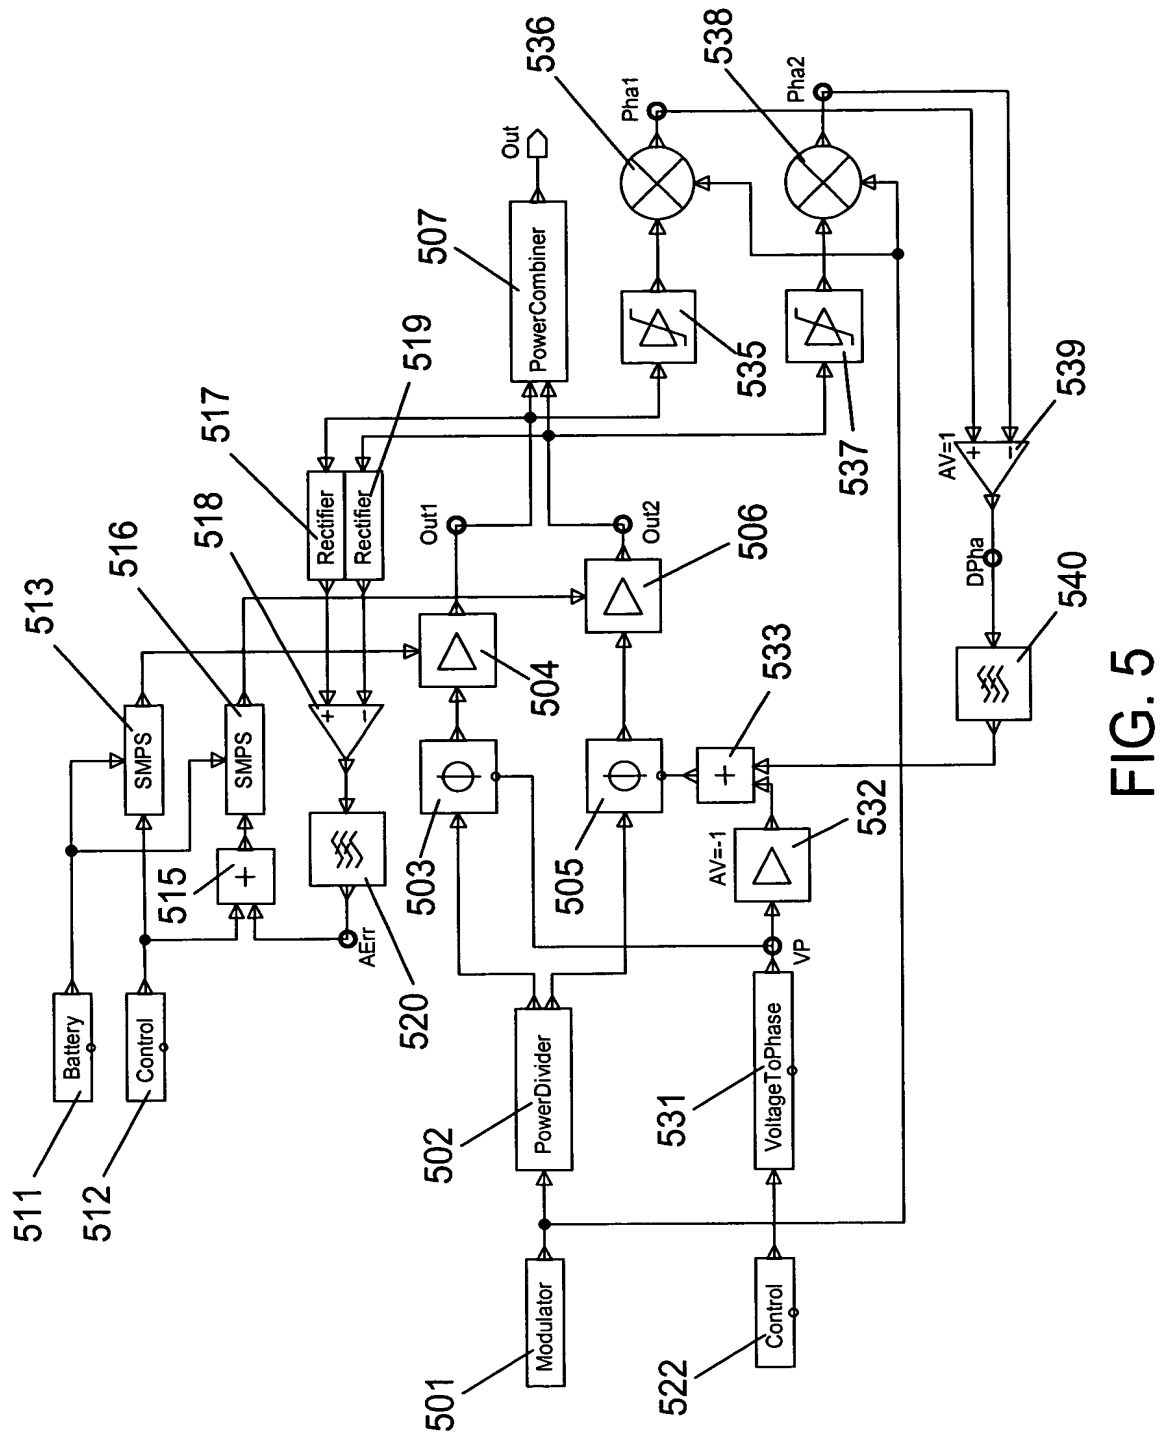 511
Battery
512
Control
513
SMPS
516
SMPS
515
+
517
Rectifier
519
Rectifier
518
+
−
520
AErr
501
Modulator
502
PowerDivider
503
504
Out1
505
506
Out2
507
PowerCombiner
Out
522
Control
531
VoltageToPhase
VP
AV=-1
532
533
+
535
536
Pha1
537
538
Pha2
AV=1
+
−
539
DPha
540
FIG. 5